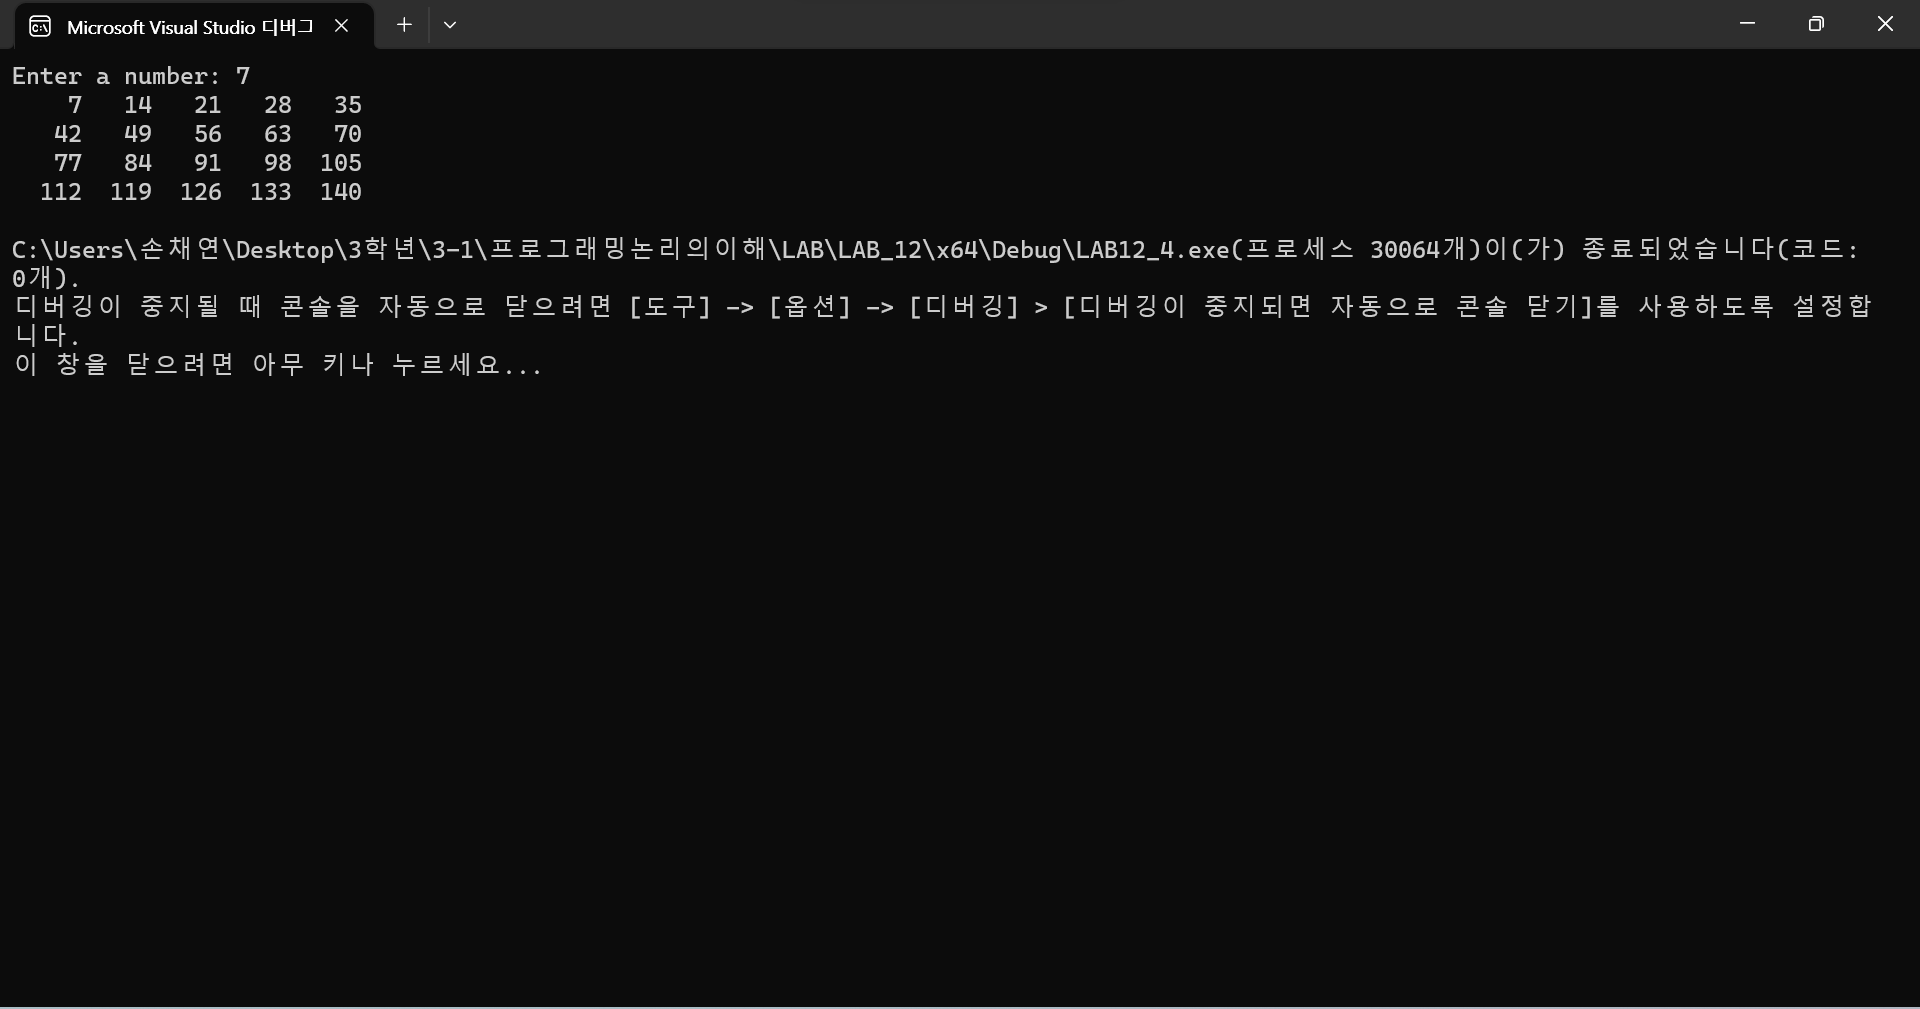 Microsoft Visual Studio 디버그
Enter a number: 7
    7   14   21   28   35
   42   49   56   63   70
   77   84   91   98  105
  112  119  126  133  140
C:\Users\손채연\Desktop\3학년\3-1\프로그래밍논리의이해\LAB\LAB_12\x64\Debug\LAB12_4.exe(프로세스 30064개)이(가) 종료되었습니다(코드:
0개).
디버깅이 중지될 때 콘솔을 자동으로 닫으려면 [도구] -> [옵션] -> [디버깅] > [디버깅이 중지되면 자동으로 콘솔 닫기]를 사용하도록 설정합
니다.
이 창을 닫으려면 아무 키나 누르세요...